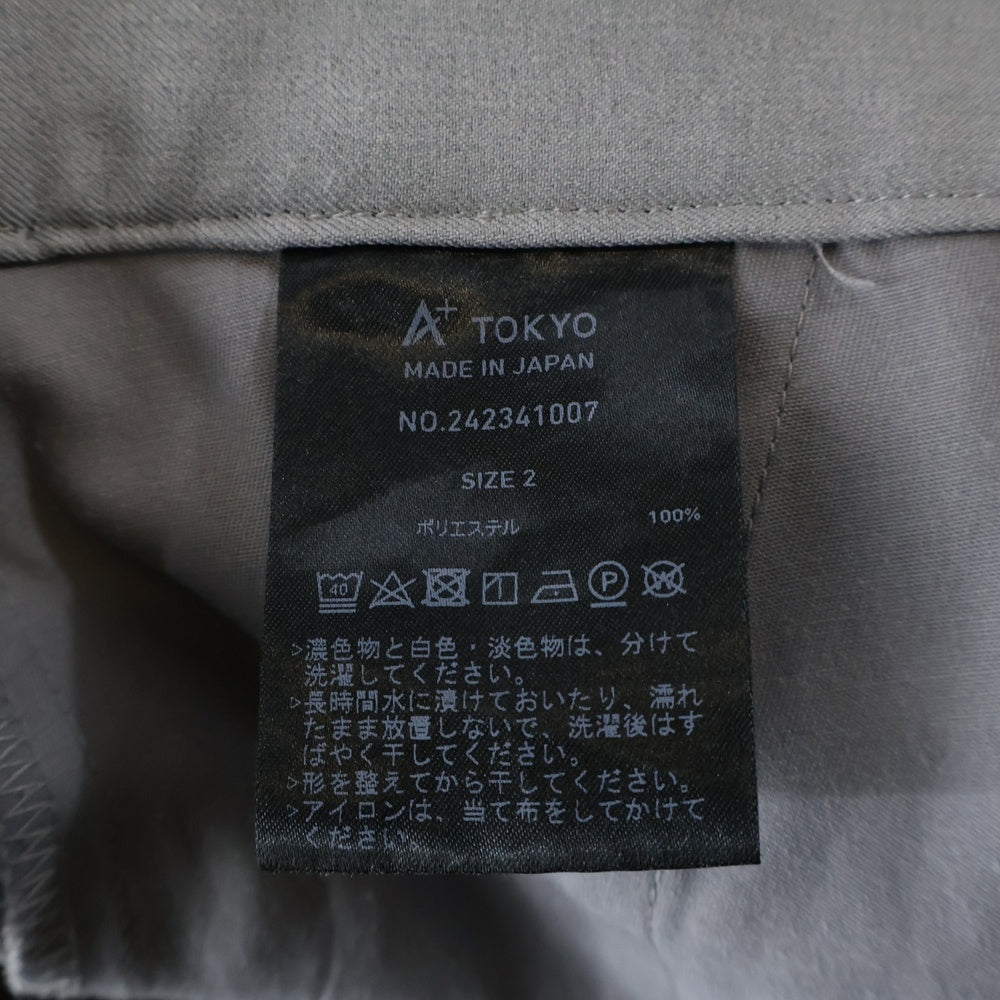 A+ TOKYO
MADE IN JAPAN
NO.242341007
SIZE 2
ポリエステル 100%
40 P W
>濃色物と白色・淡色物は、分けて
洗濯してください。
>長時間水に漬けておいたり、濡れ
たまま放置しないで、洗濯後はす
ばやく干してください。
>形を整えてから干してください。
>アイロンは、当て布をしてかけて
ください。